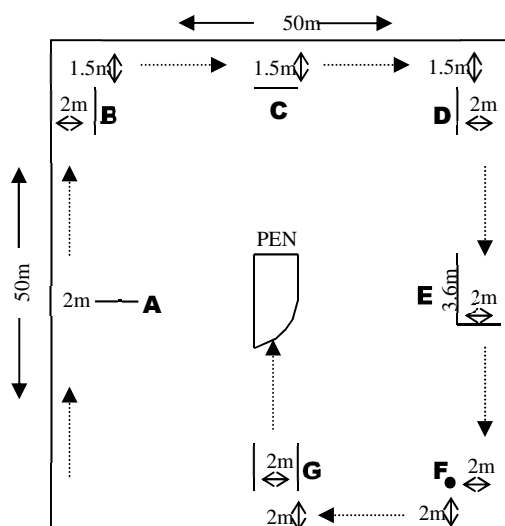 50m
1.5m 1.5m 1.5m
2m B C D 2m
PEN
50m
2m A E 3.6m 2m
2m G F 2m
2m 2m